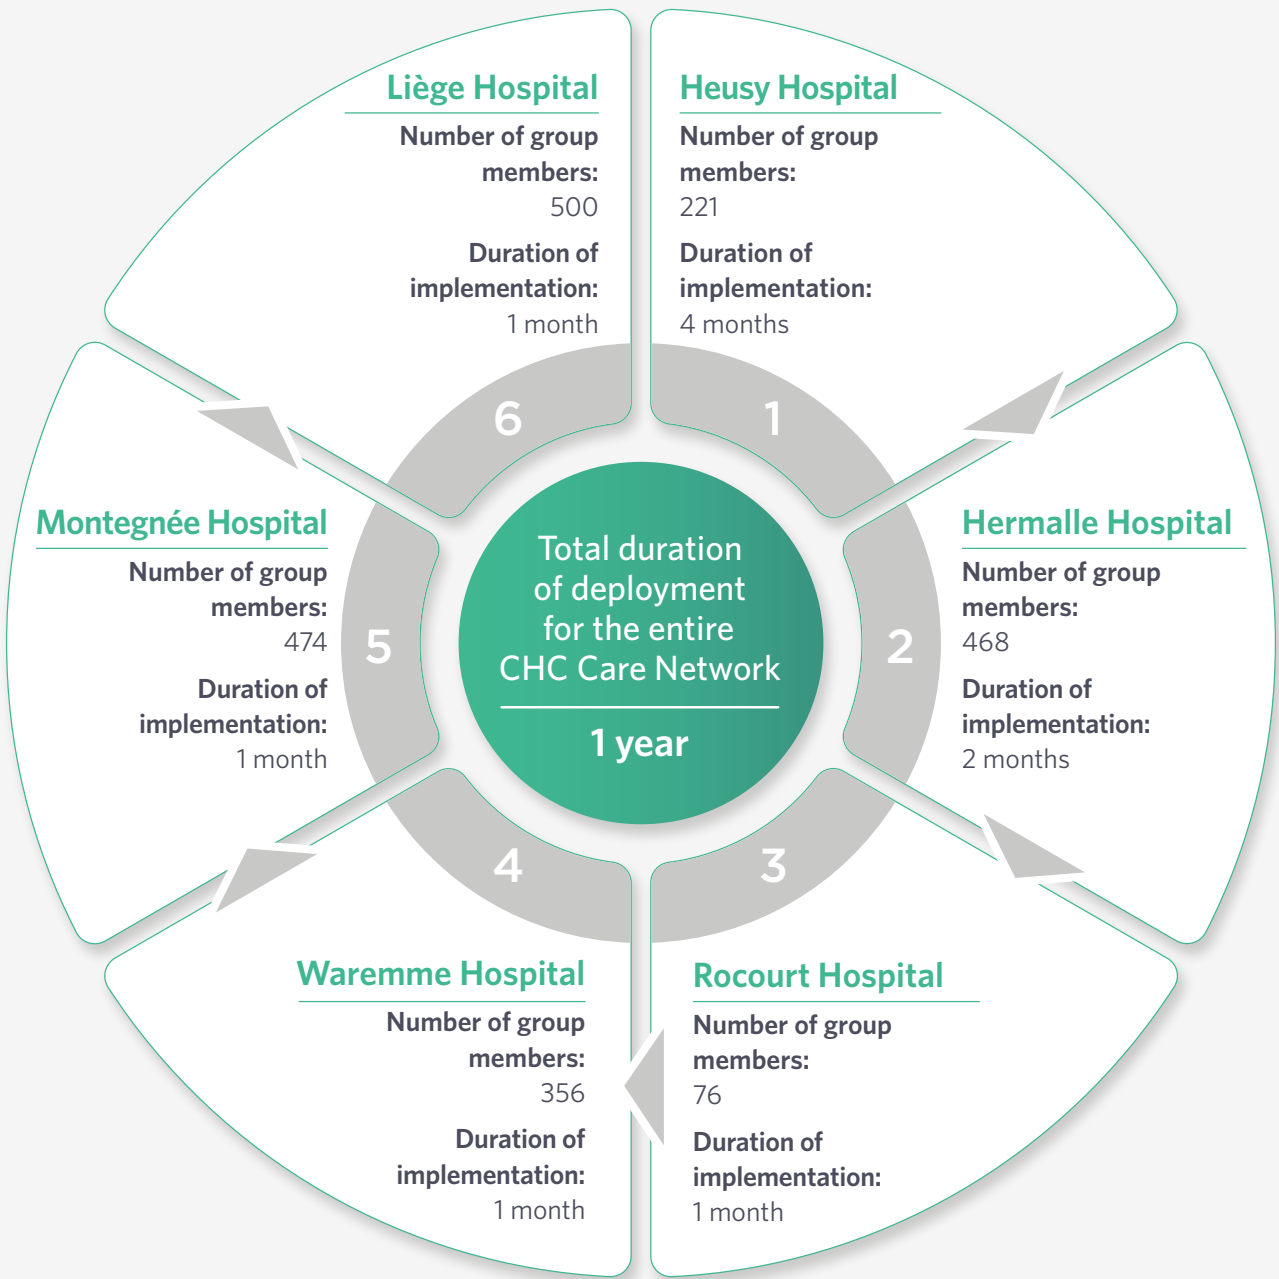 Liège Hospital
Number of group
members:
500
Duration of
implementation:
1 month
6
Heusy Hospital
Number of group
members:
221
Duration of
implementation:
4 months
1
Montegnée Hospital
Number of group
members:
474
Duration of
implementation:
1 month
5
Total duration
of deployment
for the entire
CHC Care Network
1 year
Hermalle Hospital
Number of group
members:
468
Duration of
implementation:
2 months
2
4
Waremme Hospital
Number of group
members:
356
Duration of
implementation:
1 month
3
Rocourt Hospital
Number of group
members:
76
Duration of
implementation:
1 month